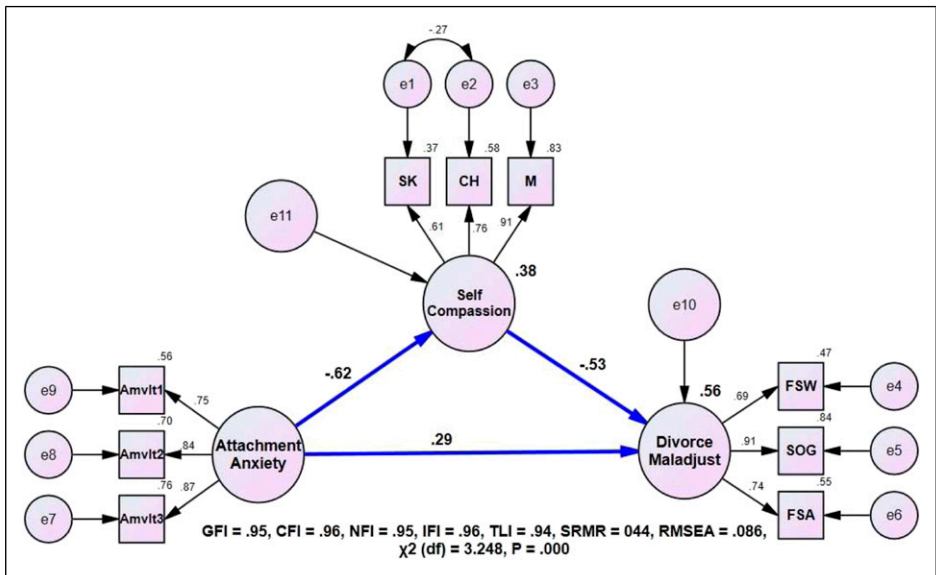 -.27
e1
e2
e3
.37
.58
.83
SK
CH
M
e11
.61
.76
91
.38
Self
Compassion
e10
-.62
-.53
.56
.47
e9
Amvlt1
.56
.75
.69
FSW
e4
.70
.84
e8
Amvlt2
.84
Attachment
Anxiety
.29
Divorce
Maladjust
.91
SOG
e5
.76
.87
.74
.55
e7
Amvlt3
FSA
e6
GFI = .95, CFI = .96, NFI = .95, IFI = .96, TLI = .94, SRMR = 044, RMSEA = .086,
χ2 (df) = 3.248, P = .000